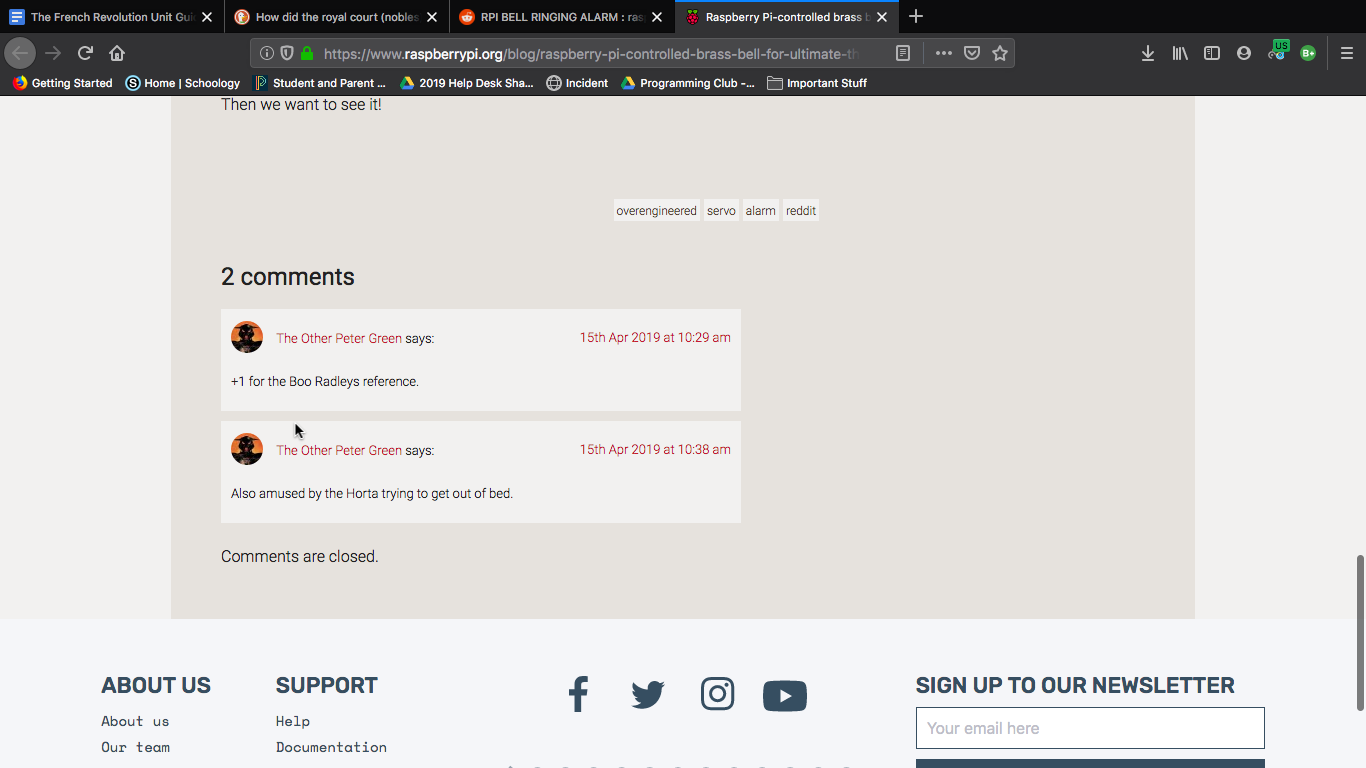 The French Revolution Unit Gui
How did the royal court (nobles
RPI BELL RINGING ALARM : ras
Raspberry Pi-controlled brass b
https://www.raspberrypi.org/blog/raspberry-pi-controlled-brass-bell-for-ultimate-th
US
B+
Getting Started
S
Home | Schoology
Student and Parent ...
2019 Help Desk Sha...
Incident
Programming Club -...
Important Stuff
Then we want to see it!
overengineered servo alarm reddit
2 comments
The Other Peter Green says: 15th Apr 2019 at 10:29 am
+1 for the Boo Radleys reference.
The Other Peter Green says: 15th Apr 2019 at 10:38 am
Also amused by the Horta trying to get out of bed.
Comments are closed.
ABOUT US
About us
Our team
SUPPORT
Help
Documentation
SIGN UP TO OUR NEWSLETTER
Your email here